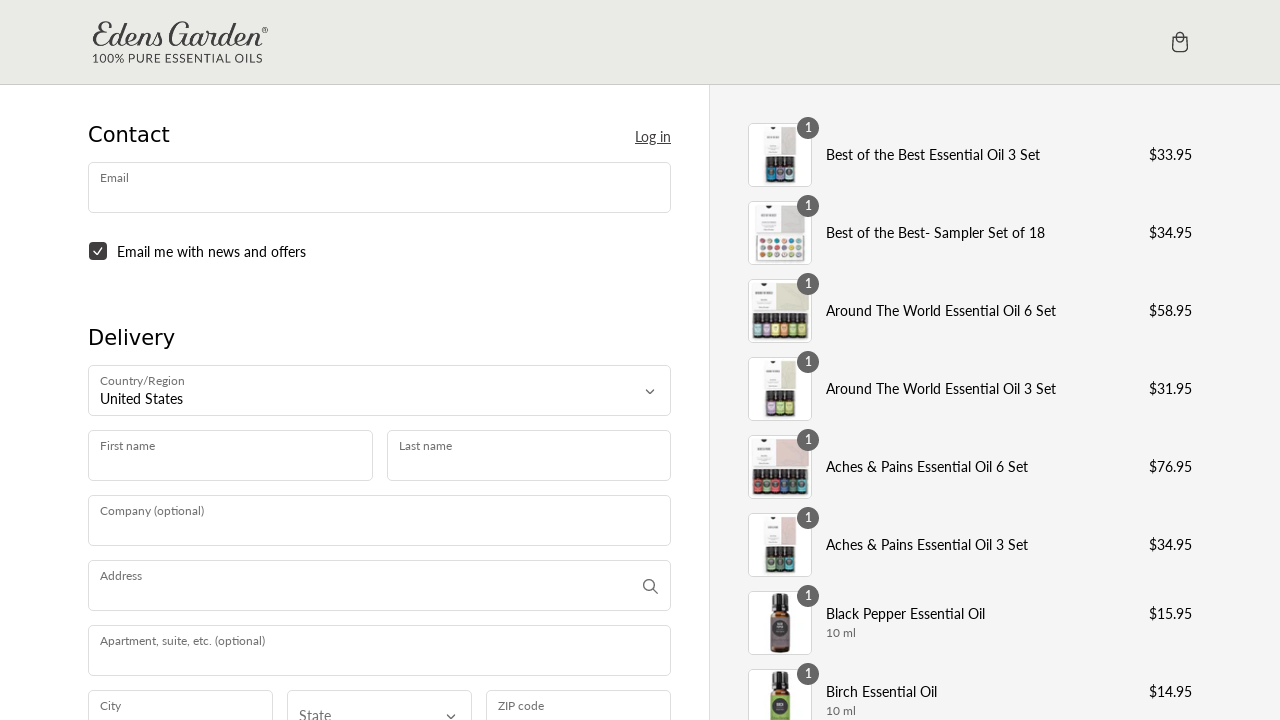 Edens Garden®
100% PURE ESSENTIAL OILS
Contact
Log in
Email
Email me with news and offers
Delivery
Country/Region
United States
First name
Last name
Company (optional)
Address
Apartment, suite, etc. (optional)
City
State
ZIP code
1
Best of the Best Essential Oil 3 Set
$33.95
1
Best of the Best- Sampler Set of 18
$34.95
1
Around The World Essential Oil 6 Set
$58.95
1
Around The World Essential Oil 3 Set
$31.95
1
Aches & Pains Essential Oil 6 Set
$76.95
1
Aches & Pains Essential Oil 3 Set
$34.95
1
Black Pepper Essential Oil
$15.95
10 ml
1
Birch Essential Oil
$14.95
10 ml